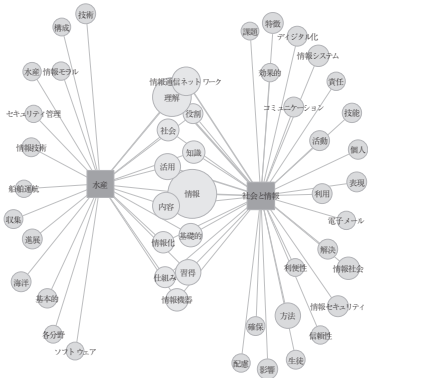 技術
構成
水産
情報モラル
セキュリティ管理
情報技術
船舶運航
収集
進展
海洋
基本的
各分野
ソフトウェア
水産
情報通信ネットワーク
理解
役割
社会
知識
活用
情報
内容
情報化
基礎的
仕組み
習得
情報機器
社会と情報
課題
特徴
ディジタル化
情報システム
効果的
責任
コミュニケーション
技能
活動
個人
表現
利用
電子メール
解決
利便性
情報社会
情報セキュリティ
方法
確保
信頼性
配慮
影響
生徒